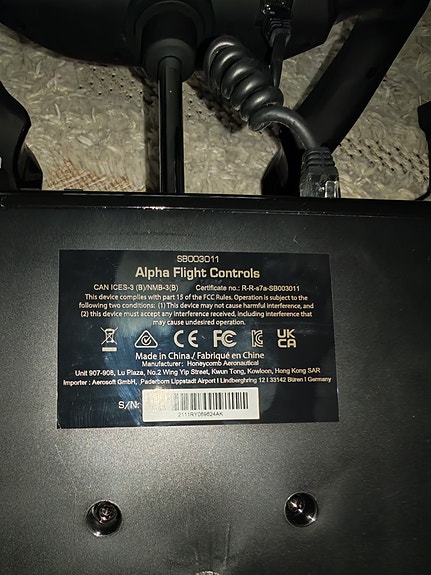 SB003011
Alpha Flight Controls
CAN ICES-3 (B)/NMB-3(B) Certificate no.: R-R-s7a-SB003011
This device complies with part 15 of the FCC Rules. Operation is subject to the
following two conditions: (1) This device may not cause harmful interference, and
(2) this device must accept any interference received, including interference that
may cause undesired operation.
CE FC UK
CA
Made in China / Fabriqué en Chine
Manufacturer: Honeycomb Aeronautical
Unit 907-908, Lu Plaza, No.2 Wing Yip Street, Kwun Tong, Kowloon, Hong Kong SAR
Importer : Aerosoft GmbH, Paderborn Lippstadt Airport I Lindberghring 12 I 33142 Büren I Germany
S/N:
2111RY069624AK